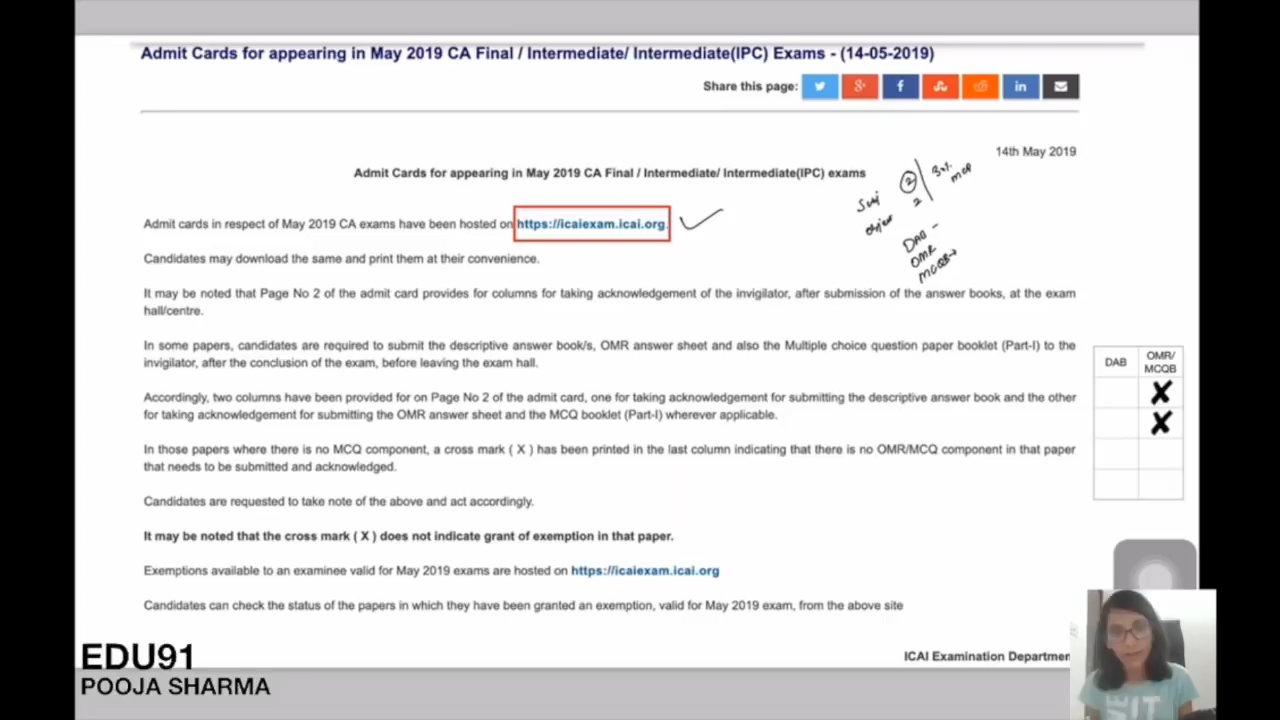 Admit Cards for appearing in May 2019 CA Final / Intermediate/ Intermediate(IPC) Exams - (14-05-2019)
Share this page:
14th May 2019
Admit Cards for appearing in May 2019 CA Final / Intermediate/ Intermediate(IPC) exams
2
2
MCQ
DAB -
OMR
MCQB→
Admit cards in respect of May 2019 CA exams have been hosted on https://icaiexam.icai.org.
Candidates may download the same and print them at their convenience.
It may be noted that Page No 2 of the admit card provides for columns for taking acknowledgement of the invigilator, after submission of the answer books, at the exam
hall/centre.
In some papers, candidates are required to submit the descriptive answer book/s, OMR answer sheet and also the Multiple choice question paper booklet (Part-I) to the
invigilator, after the conclusion of the exam, before leaving the exam hall.
Accordingly, two columns have been provided for on Page No 2 of the admit card, one for taking acknowledgement for submitting the descriptive answer book and the other
for taking acknowledgement for submitting the OMR answer sheet and the MCQ booklet (Part-I) wherever applicable.
In those papers where there is no MCQ component, a cross mark ( X ) has been printed in the last column indicating that there is no OMR/MCQ component in that paper
that needs to be submitted and acknowledged.
Candidates are requested to take note of the above and act accordingly.
It may be noted that the cross mark ( X ) does not indicate grant of exemption in that paper.
Exemptions available to an examinee valid for May 2019 exams are hosted on https://icaiexam.icai.org
Candidates can check the status of the papers in which they have been granted an exemption, valid for May 2019 exam, from the above site
ICAI Examination Departmen
DAB
OMR/
MCQB
X
X
EDU91
POOJA SHARMA